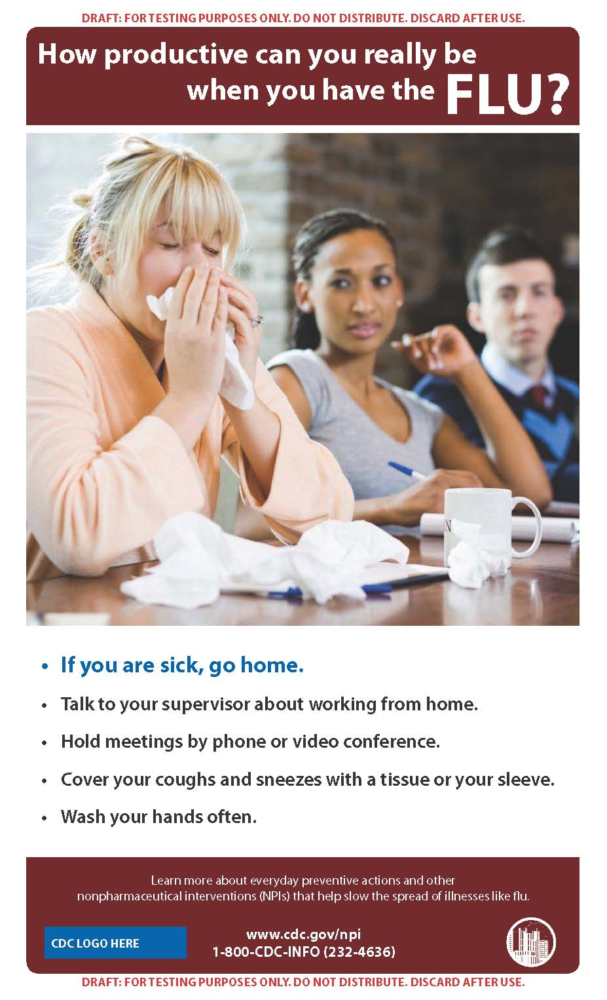 DRAFT: FOR TESTING PURPOSES ONLY. DO NOT DISTRIBUTE. DISCARD AFTER USE.
How productive can you really be
when you have the FLU?
• If you are sick, go home.
• Talk to your supervisor about working from home.
• Hold meetings by phone or video conference.
• Cover your coughs and sneezes with a tissue or your sleeve.
• Wash your hands often.
Learn more about everyday preventive actions and other
nonpharmaceutical interventions (NPIs) that help slow the spread of illnesses like flu.
CDC LOGO HERE
www.cdc.gov/npi
1-800-CDC-INFO (232-4636)
DRAFT: FOR TESTING PURPOSES ONLY. DO NOT DISTRIBUTE. DISCARD AFTER USE.